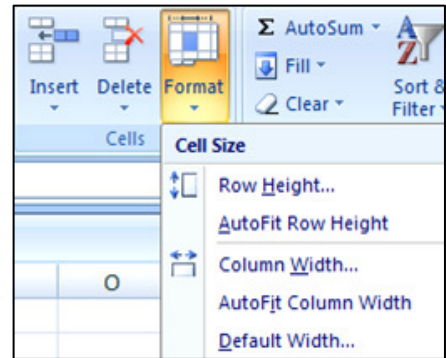 Insert Delete Format
Σ AutoSum
Fill
Clear
Sort &
Filter
Cells
Cell Size
Row Height...
AutoFit Row Height
Column Width...
AutoFit Column Width
Default Width...
O